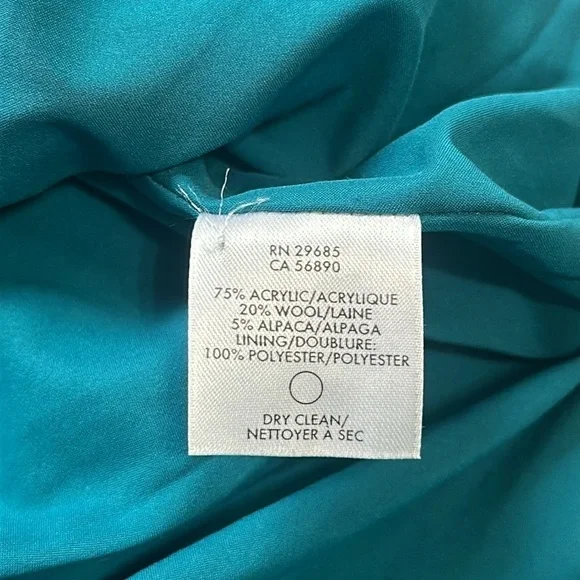 RN 29685
CA 56890
75% ACRYLIC/ACRYLIQUE
20% WOOL/LAINE
5% ALPACA/ALPAGA
LINING/DOUBLURE:
100% POLYESTER/POLYESTER
DRY CLEAN/
NETTOYER À SEC